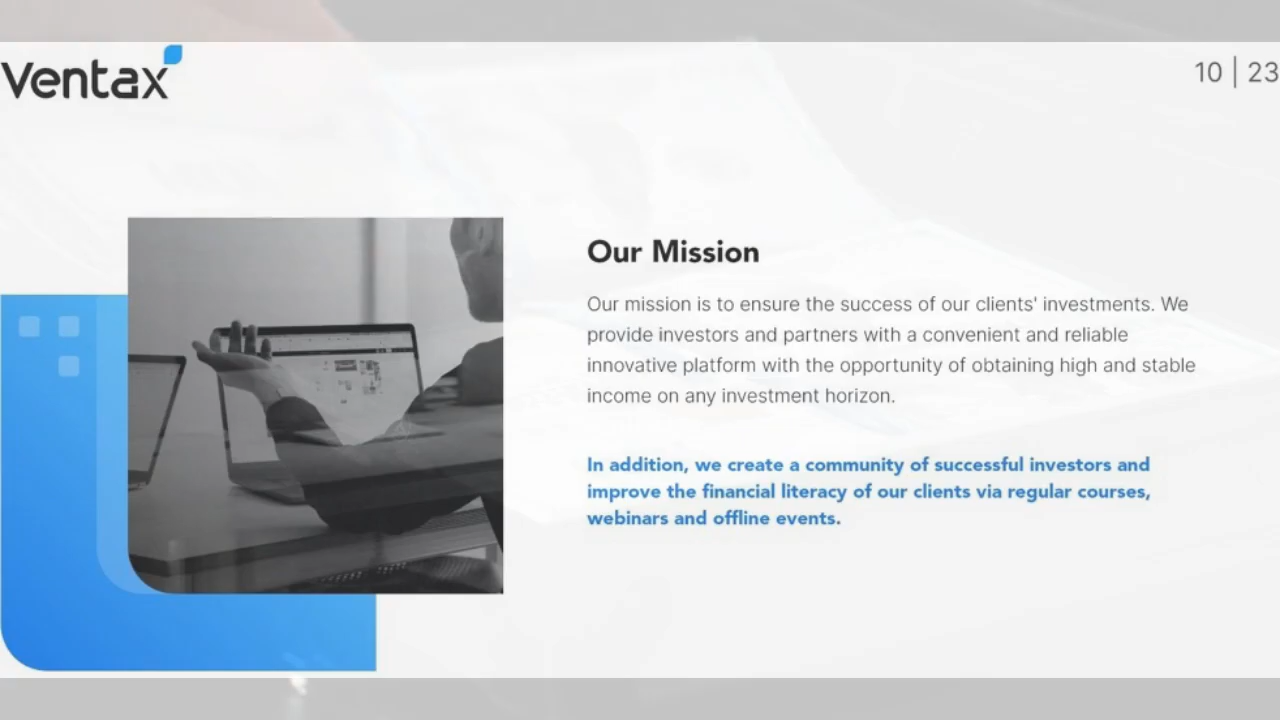 Ventax
10 | 23
Our Mission
Our mission is to ensure the success of our clients' investments. We
provide investors and partners with a convenient and reliable
innovative platform with the opportunity of obtaining high and stable
income on any investment horizon.
In addition, we create a community of successful investors and
improve the financial literacy of our clients via regular courses,
webinars and offline events.